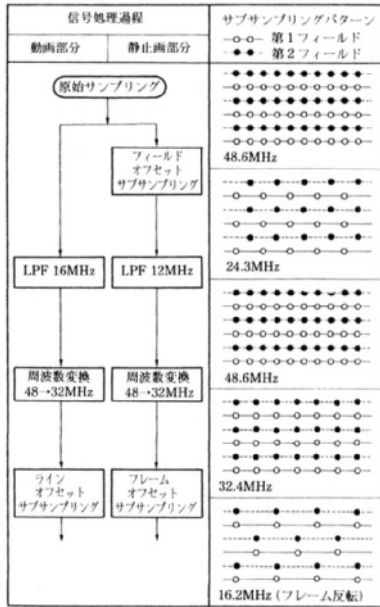 信号処理過程
動画部分
静止画部分
原始サンプリング
フィールド
オフセット
サブサンプリング
LPF 16MHz
LPF 12MHz
周波数変換
48→32MHz
周波数変換
48→32MHz
ライン
オフセット
サブサンプリング
フレーム
オフセット
サブサンプリング
サブサンプリングパターン
第1フィールド
第2フィールド
48.6MHz
24.3MHz
48.6MHz
32.4MHz
16.2MHz(フレーム反転)